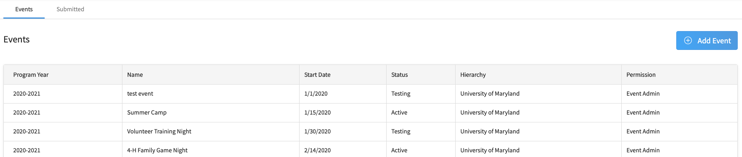 Events Submitted
Events
Add Event
Program Year Name Start Date Status Hierarchy Permission
2020-2021 test event 1/1/2020 Testing University of Maryland Event Admin
2020-2021 Summer Camp 1/15/2020 Active University of Maryland Event Admin
2020-2021 Volunteer Training Night 1/30/2020 Testing University of Maryland Event Admin
2020-2021 4-H Family Game Night 2/14/2020 Active University of Maryland Event Admin